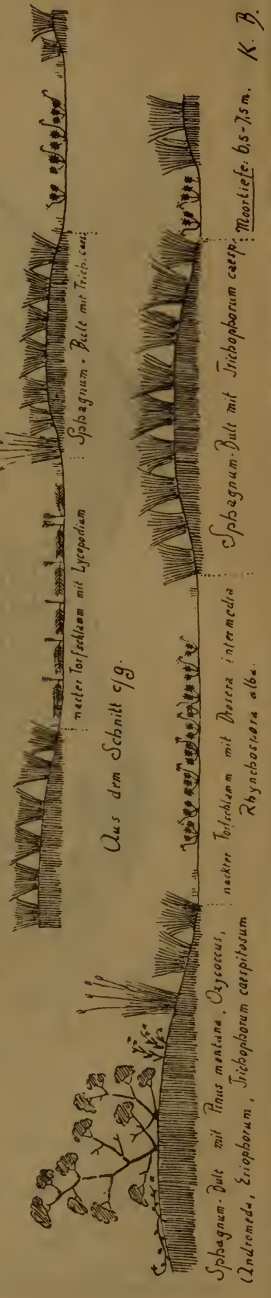 nackter Torfschlamm mit Lycopodium
Sphagnum-Bult mit Trich. caesp.
Aus dem Schnitt c/g.
Sphagnum-Bult mit Pinus montana, Oxycoccus,
Andromeda, Eriophorum, Trichophorum caespitosum
nackter Torfschlamm mit Drosera intermedia
Rhynchospora alba.
Sphagnum-Bult mit Trichophorum caesp.
Moortiefe: 6,5-7,5 m.
K. B.